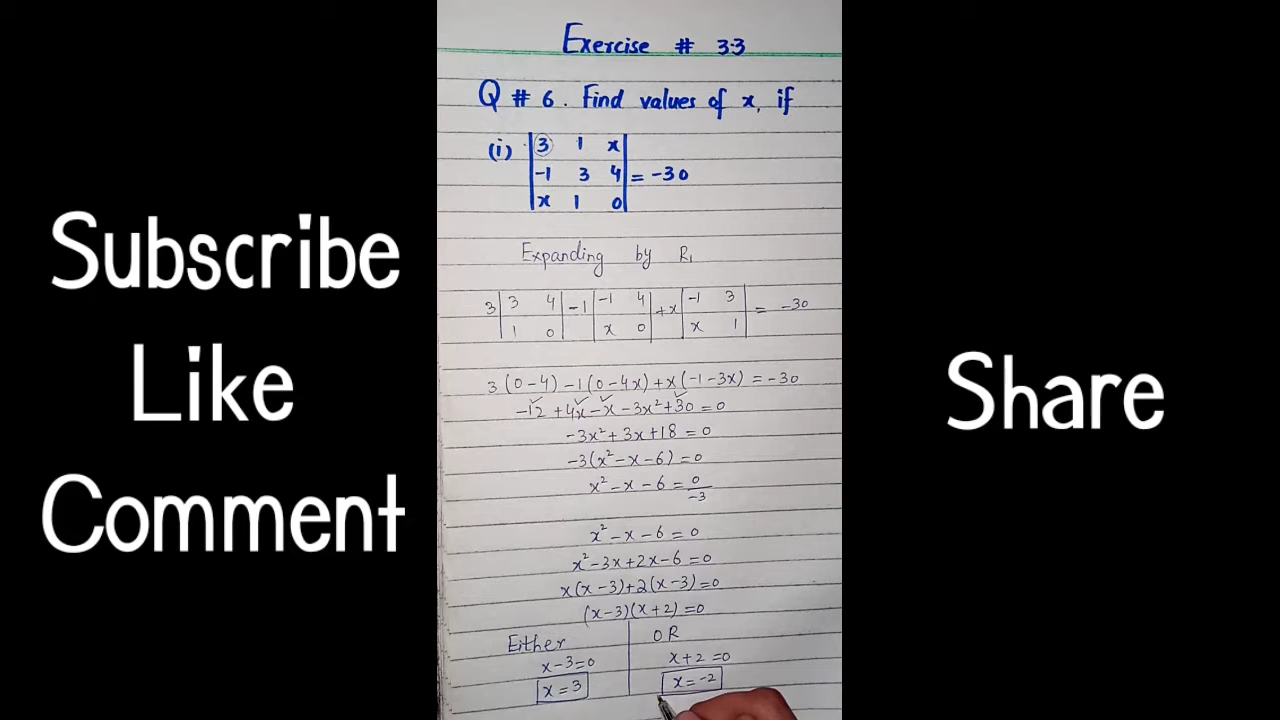 Subscribe
Like
Comment
Exercise # 3.3
Q # 6. Find values of x, if
(i) |3 1 x|
|-1 3 4| = -30
|x 1 0|
Expanding by R₁
3 |3 4| -1 |-1 4| +x |-1 3| = -30
|1 0| |x 0| |x 1|
3(0-4) -1(0-4x) +x(-1-3x) = -30
-12 +4x -x -3x² +30 = 0
-3x² + 3x + 18 = 0
-3(x² - x - 6) = 0
x² - x - 6 = 0/-3
x² - x - 6 = 0
x² - 3x + 2x - 6 = 0
x(x - 3) + 2(x - 3) = 0
(x - 3)(x + 2) = 0
Either OR
x - 3 = 0 x + 2 = 0
x = 3 x = -2
Share